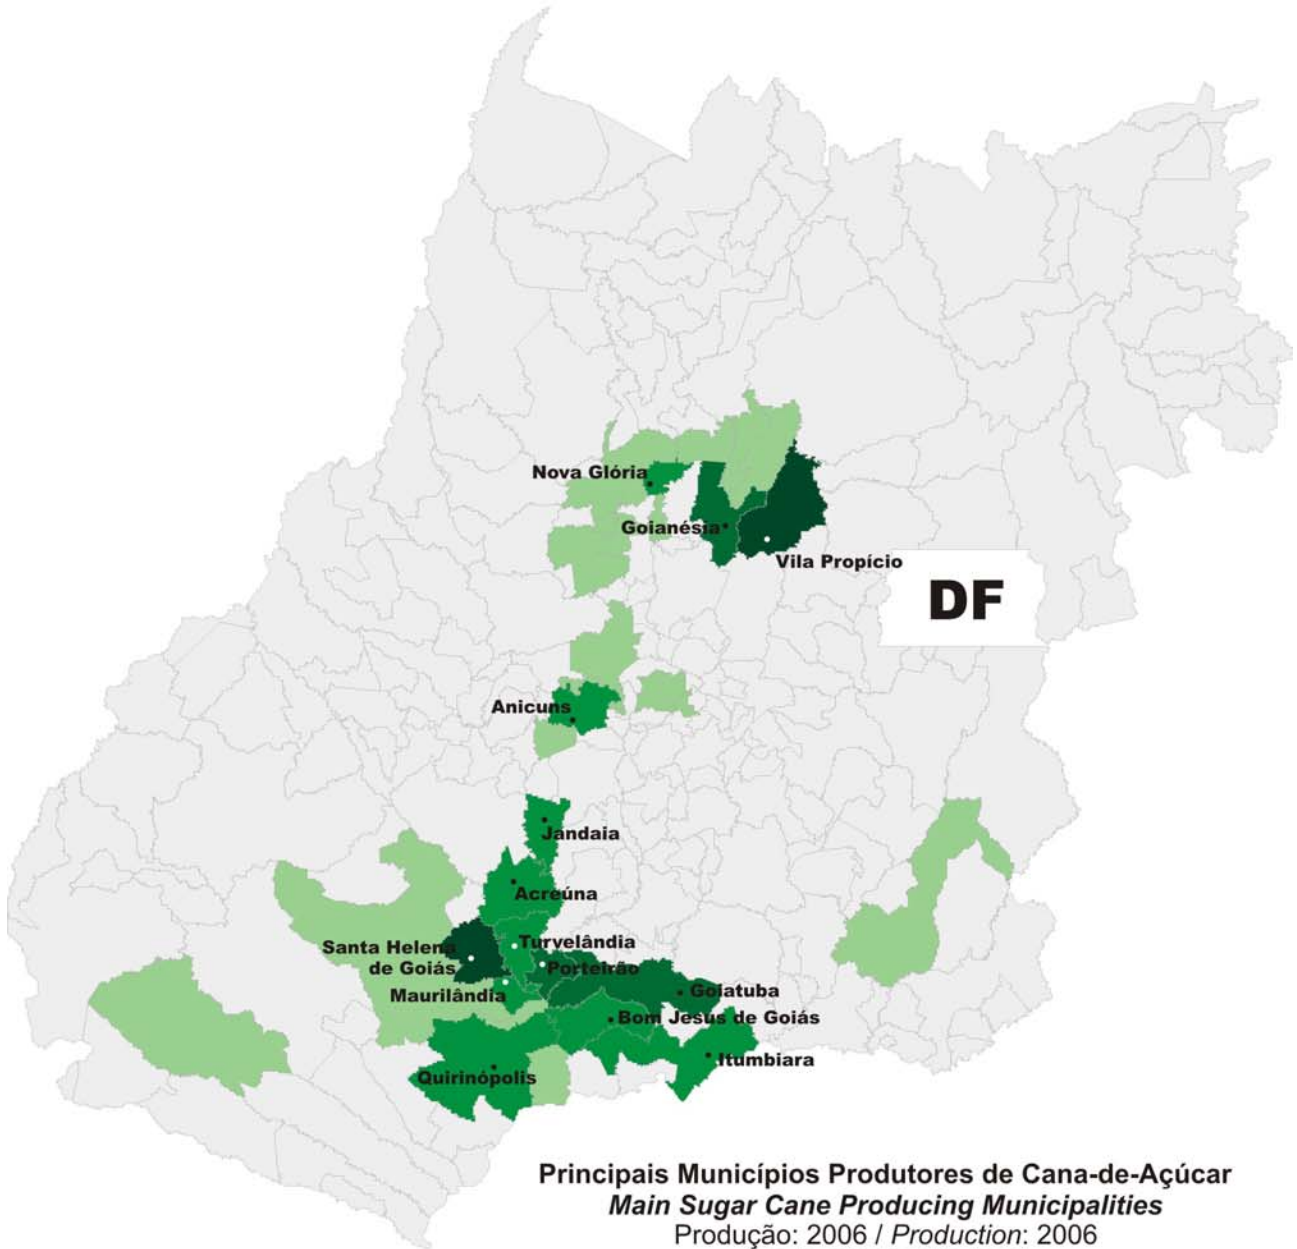 Nova Glória
Goianésia
Vila Propício
DF
Anicuns
Jandaia
Acreúna
Santa Helena
de Goiás
Turvelândia
Porteirão
Maurilândia
Goiatuba
Bom Jesus de Goiás
Itumbiara
Quirinópolis
Principais Municípios Produtores de Cana-de-Açúcar
Main Sugar Cane Producing Municipalities
Produção: 2006 / Production: 2006